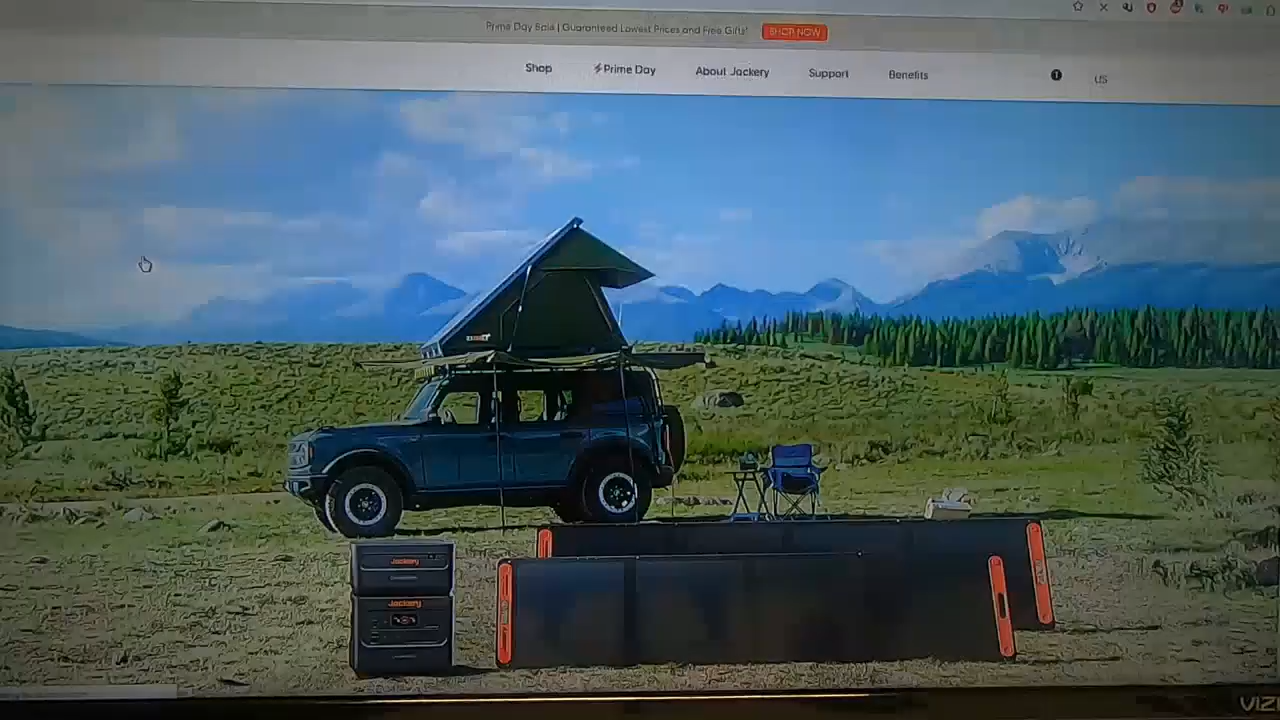 Prime Day Sale | Guaranteed Lowest Prices and Free Gifts*
SHOP NOW
Shop
⚡Prime Day
About Jackery
Support
Benefits
1
US
Jackery
Jackery